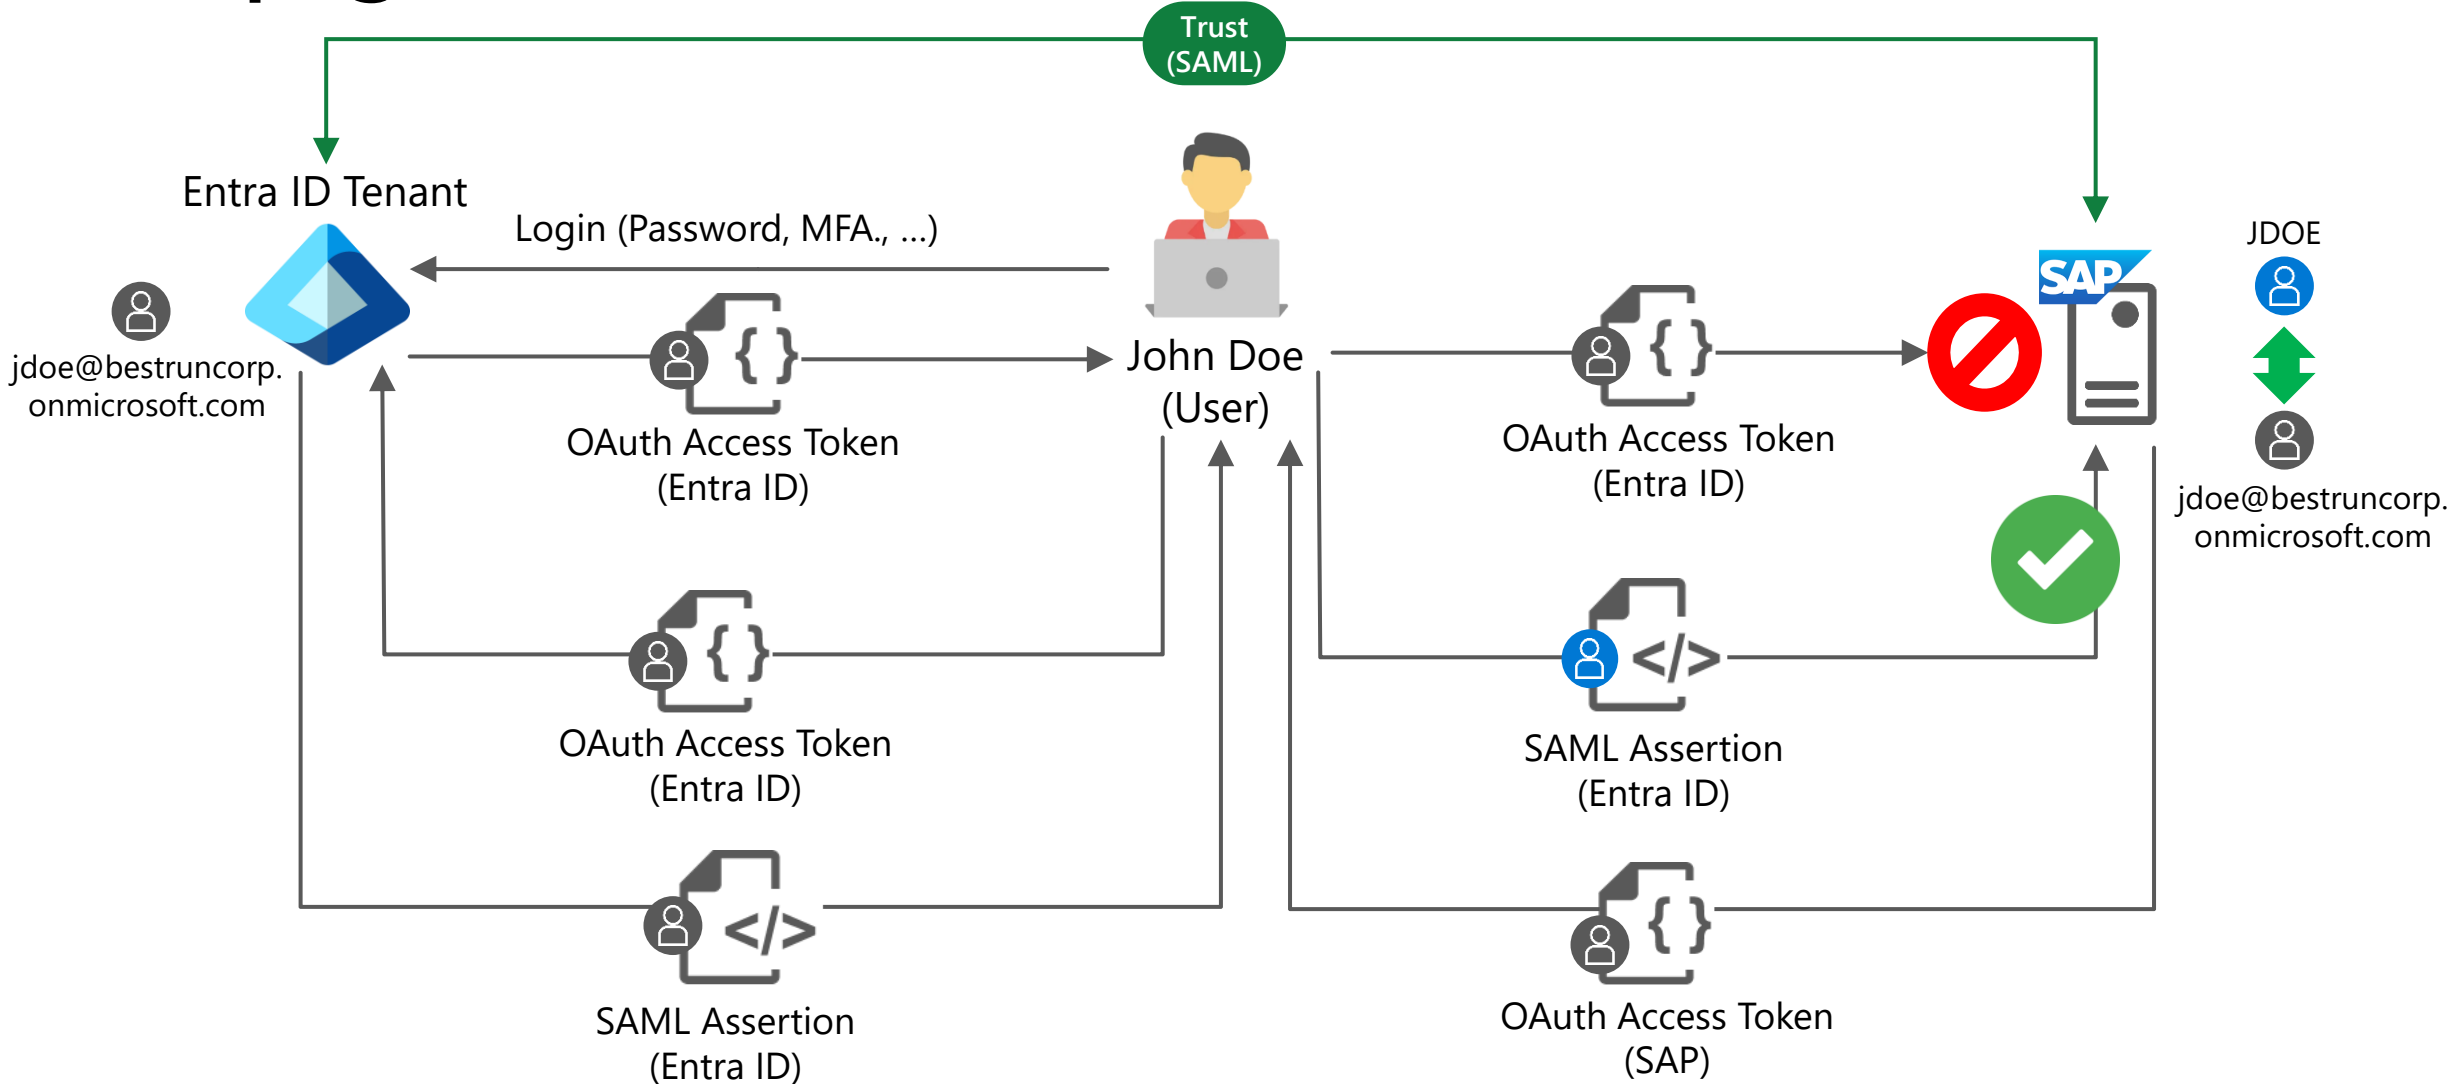 Trust
(SAML)
Entra ID Tenant
Login (Password, MFA., ...)
jdoe@bestruncorp.
onmicrosoft.com
{ }
OAuth Access Token
(Entra ID)
John Doe
(User)
{ }
OAuth Access Token
(Entra ID)
SAP
JDOE
jdoe@bestruncorp.
onmicrosoft.com
{ }
OAuth Access Token
(Entra ID)
</>
SAML Assertion
(Entra ID)
</>
SAML Assertion
(Entra ID)
{ }
OAuth Access Token
(SAP)